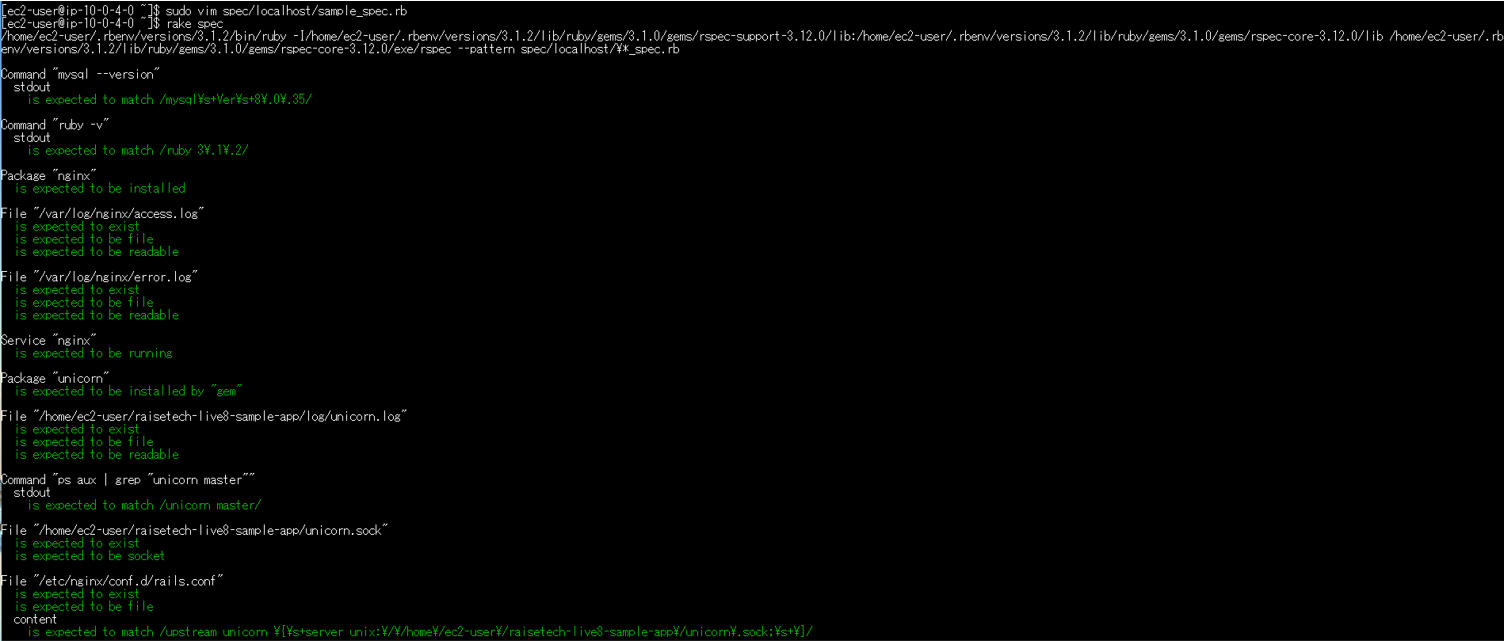 [ec2-user@ip-10-0-4-0 ~]$ sudo vim spec/localhost/sample_spec.rb
[ec2-user@ip-10-0-4-0 ~]$ rake spec
/home/ec2-user/.rbenv/versions/3.1.2/bin/ruby -I/home/ec2-user/.rbenv/versions/3.1.2/lib/ruby/gems/3.1.0/gems/rspec-support-3.12.0/lib:/home/ec2-user/.rbenv/versions/3.1.2/lib/ruby/gems/3.1.0/gems/rspec-core-3.12.0/lib /home/ec2-user/.rb
env/versions/3.1.2/lib/ruby/gems/3.1.0/gems/rspec-core-3.12.0/exe/rspec --pattern spec/localhost/¥*_spec.rb
Command "mysql --version"
stdout
is expected to match /mysql¥s+Ver¥s+8¥.0¥.35/
Command "ruby -v"
stdout
is expected to match /ruby 3¥.1¥.2/
Package "nginx"
is expected to be installed
File "/var/log/nginx/access.log"
is expected to exist
is expected to be file
is expected to be readable
File "/var/log/nginx/error.log"
is expected to exist
is expected to be file
is expected to be readable
Service "nginx"
is expected to be running
Package "unicorn"
is expected to be installed by "gem"
File "/home/ec2-user/raisetech-live8-sample-app/log/unicorn.log"
is expected to exist
is expected to be file
is expected to be readable
Command "ps aux | grep "unicorn master""
stdout
is expected to match /unicorn master/
File "/home/ec2-user/raisetech-live8-sample-app/unicorn.sock"
is expected to exist
is expected to be socket
File "/etc/nginx/conf.d/rails.conf"
is expected to exist
is expected to be file
content
is expected to match /upstream unicorn ¥{¥s+server unix:¥/¥/home¥/ec2-user¥/raisetech-live8-sample-app¥/unicorn¥.sock;¥s+¥}/